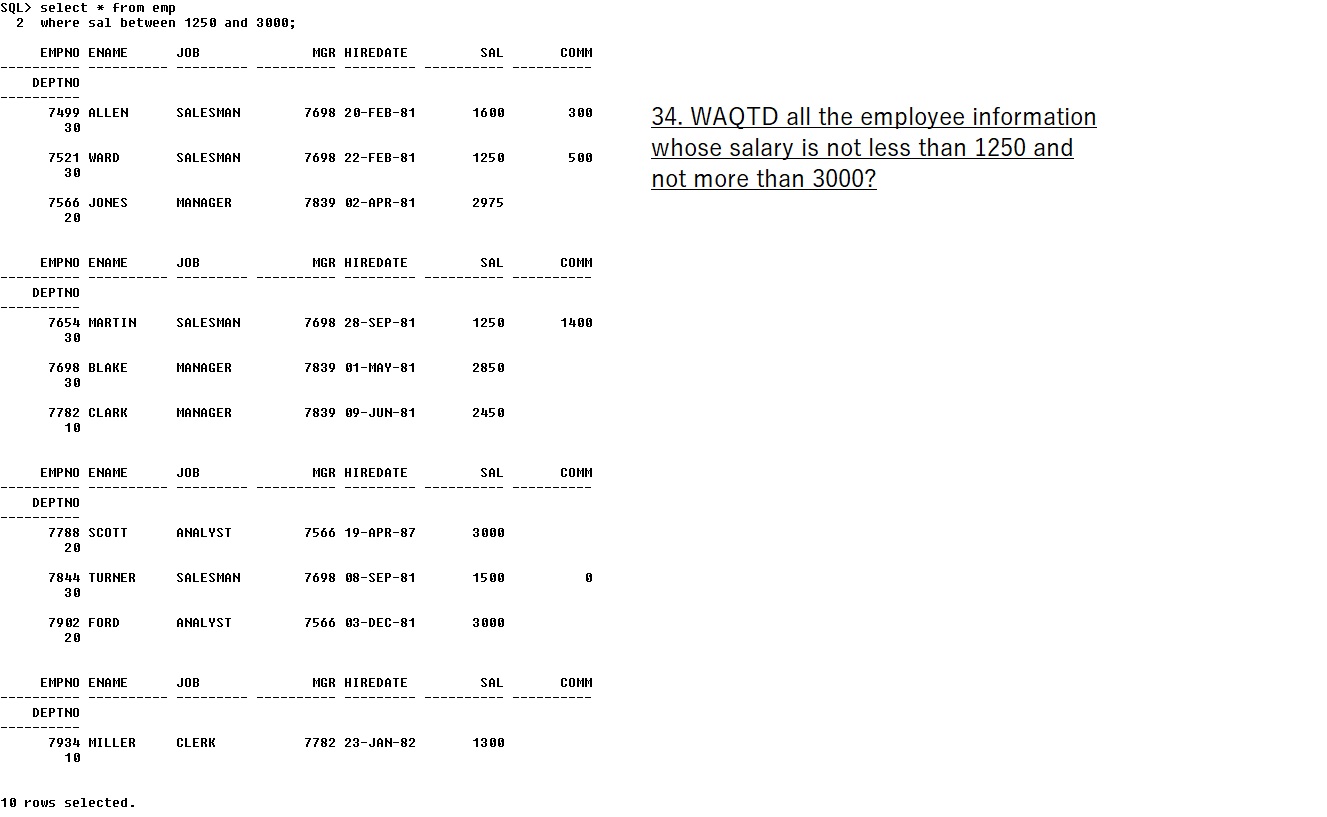 SQL> select * from emp
  2  where sal between 1250 and 3000;

     EMPNO ENAME      JOB              MGR HIREDATE         SAL       COMM
---------- ---------- --------- ---------- --------- ---------- ----------
    DEPTNO
----------
      7499 ALLEN      SALESMAN        7698 20-FEB-81       1600        300
        30

      7521 WARD       SALESMAN        7698 22-FEB-81       1250        500
        30

      7566 JONES      MANAGER         7839 02-APR-81       2975
        20

     EMPNO ENAME      JOB              MGR HIREDATE         SAL       COMM
---------- ---------- --------- ---------- --------- ---------- ----------
    DEPTNO
----------
      7654 MARTIN     SALESMAN        7698 28-SEP-81       1250       1400
        30

      7698 BLAKE      MANAGER         7839 01-MAY-81       2850
        30

      7782 CLARK      MANAGER         7839 09-JUN-81       2450
        10

     EMPNO ENAME      JOB              MGR HIREDATE         SAL       COMM
---------- ---------- --------- ---------- --------- ---------- ----------
    DEPTNO
----------
      7788 SCOTT      ANALYST         7566 19-APR-87       3000
        20

      7844 TURNER     SALESMAN        7698 08-SEP-81       1500          0
        30

      7902 FORD       ANALYST         7566 03-DEC-81       3000
        20

     EMPNO ENAME      JOB              MGR HIREDATE         SAL       COMM
---------- ---------- --------- ---------- --------- ---------- ----------
    DEPTNO
----------
      7934 MILLER     CLERK           7782 23-JAN-82       1300
        10

10 rows selected.

34. WAQTD all the employee information
whose salary is not less than 1250 and
not more than 3000?